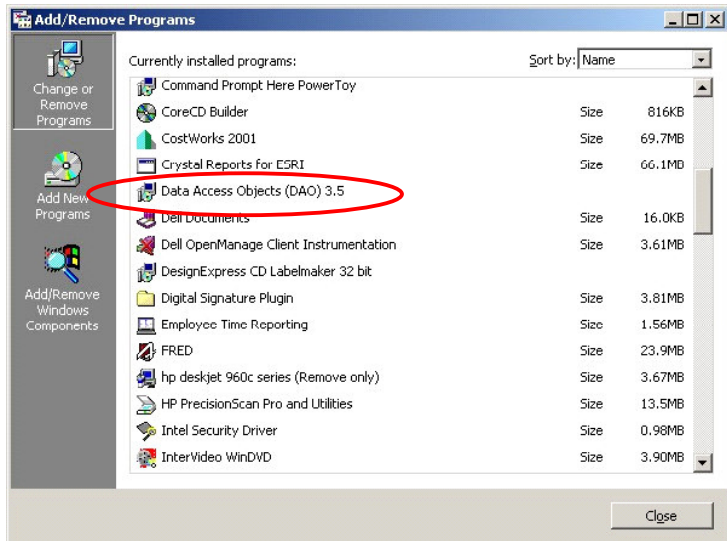 Add/Remove Programs
Change or
Remove
Programs
Add New
Programs
Add/Remove
Windows
Components
Currently installed programs:
Sort by: Name
Command Prompt Here PowerToy
CoreCD Builder Size 816KB
CostWorks 2001 Size 69.7MB
Crystal Reports for ESRI Size 66.1MB
Data Access Objects (DAO) 3.5
Dell Documents Size 16.0KB
Dell OpenManage Client Instrumentation Size 3.61MB
DesignExpress CD Labelmaker 32 bit
Digital Signature Plugin Size 3.81MB
Employee Time Reporting Size 1.56MB
FRED Size 23.9MB
hp deskjet 960c series (Remove only) Size 3.67MB
HP PrecisionScan Pro and Utilities Size 13.5MB
Intel Security Driver Size 0.98MB
InterVideo WinDVD Size 3.90MB
Close